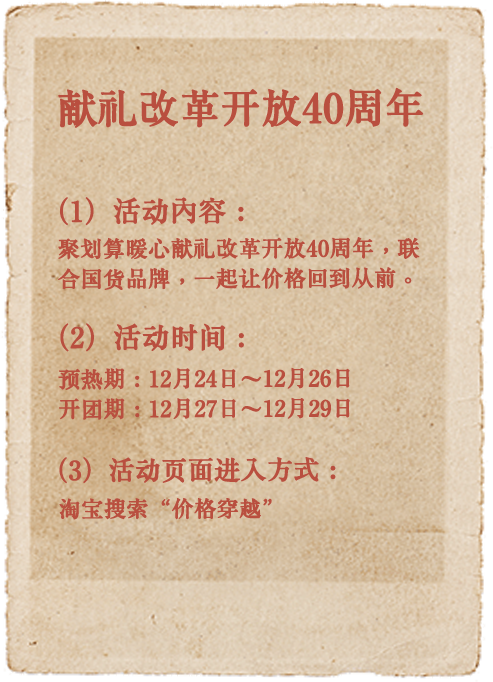 献礼改革开放40周年
(1) 活动内容：
聚划算暖心献礼改革开放40周年，联
合国货品牌，一起让价格回到从前。
(2) 活动时间：
预热期：12月24日～12月26日
开团期：12月27日～12月29日
(3) 活动页面进入方式：
淘宝搜索“价格穿越”